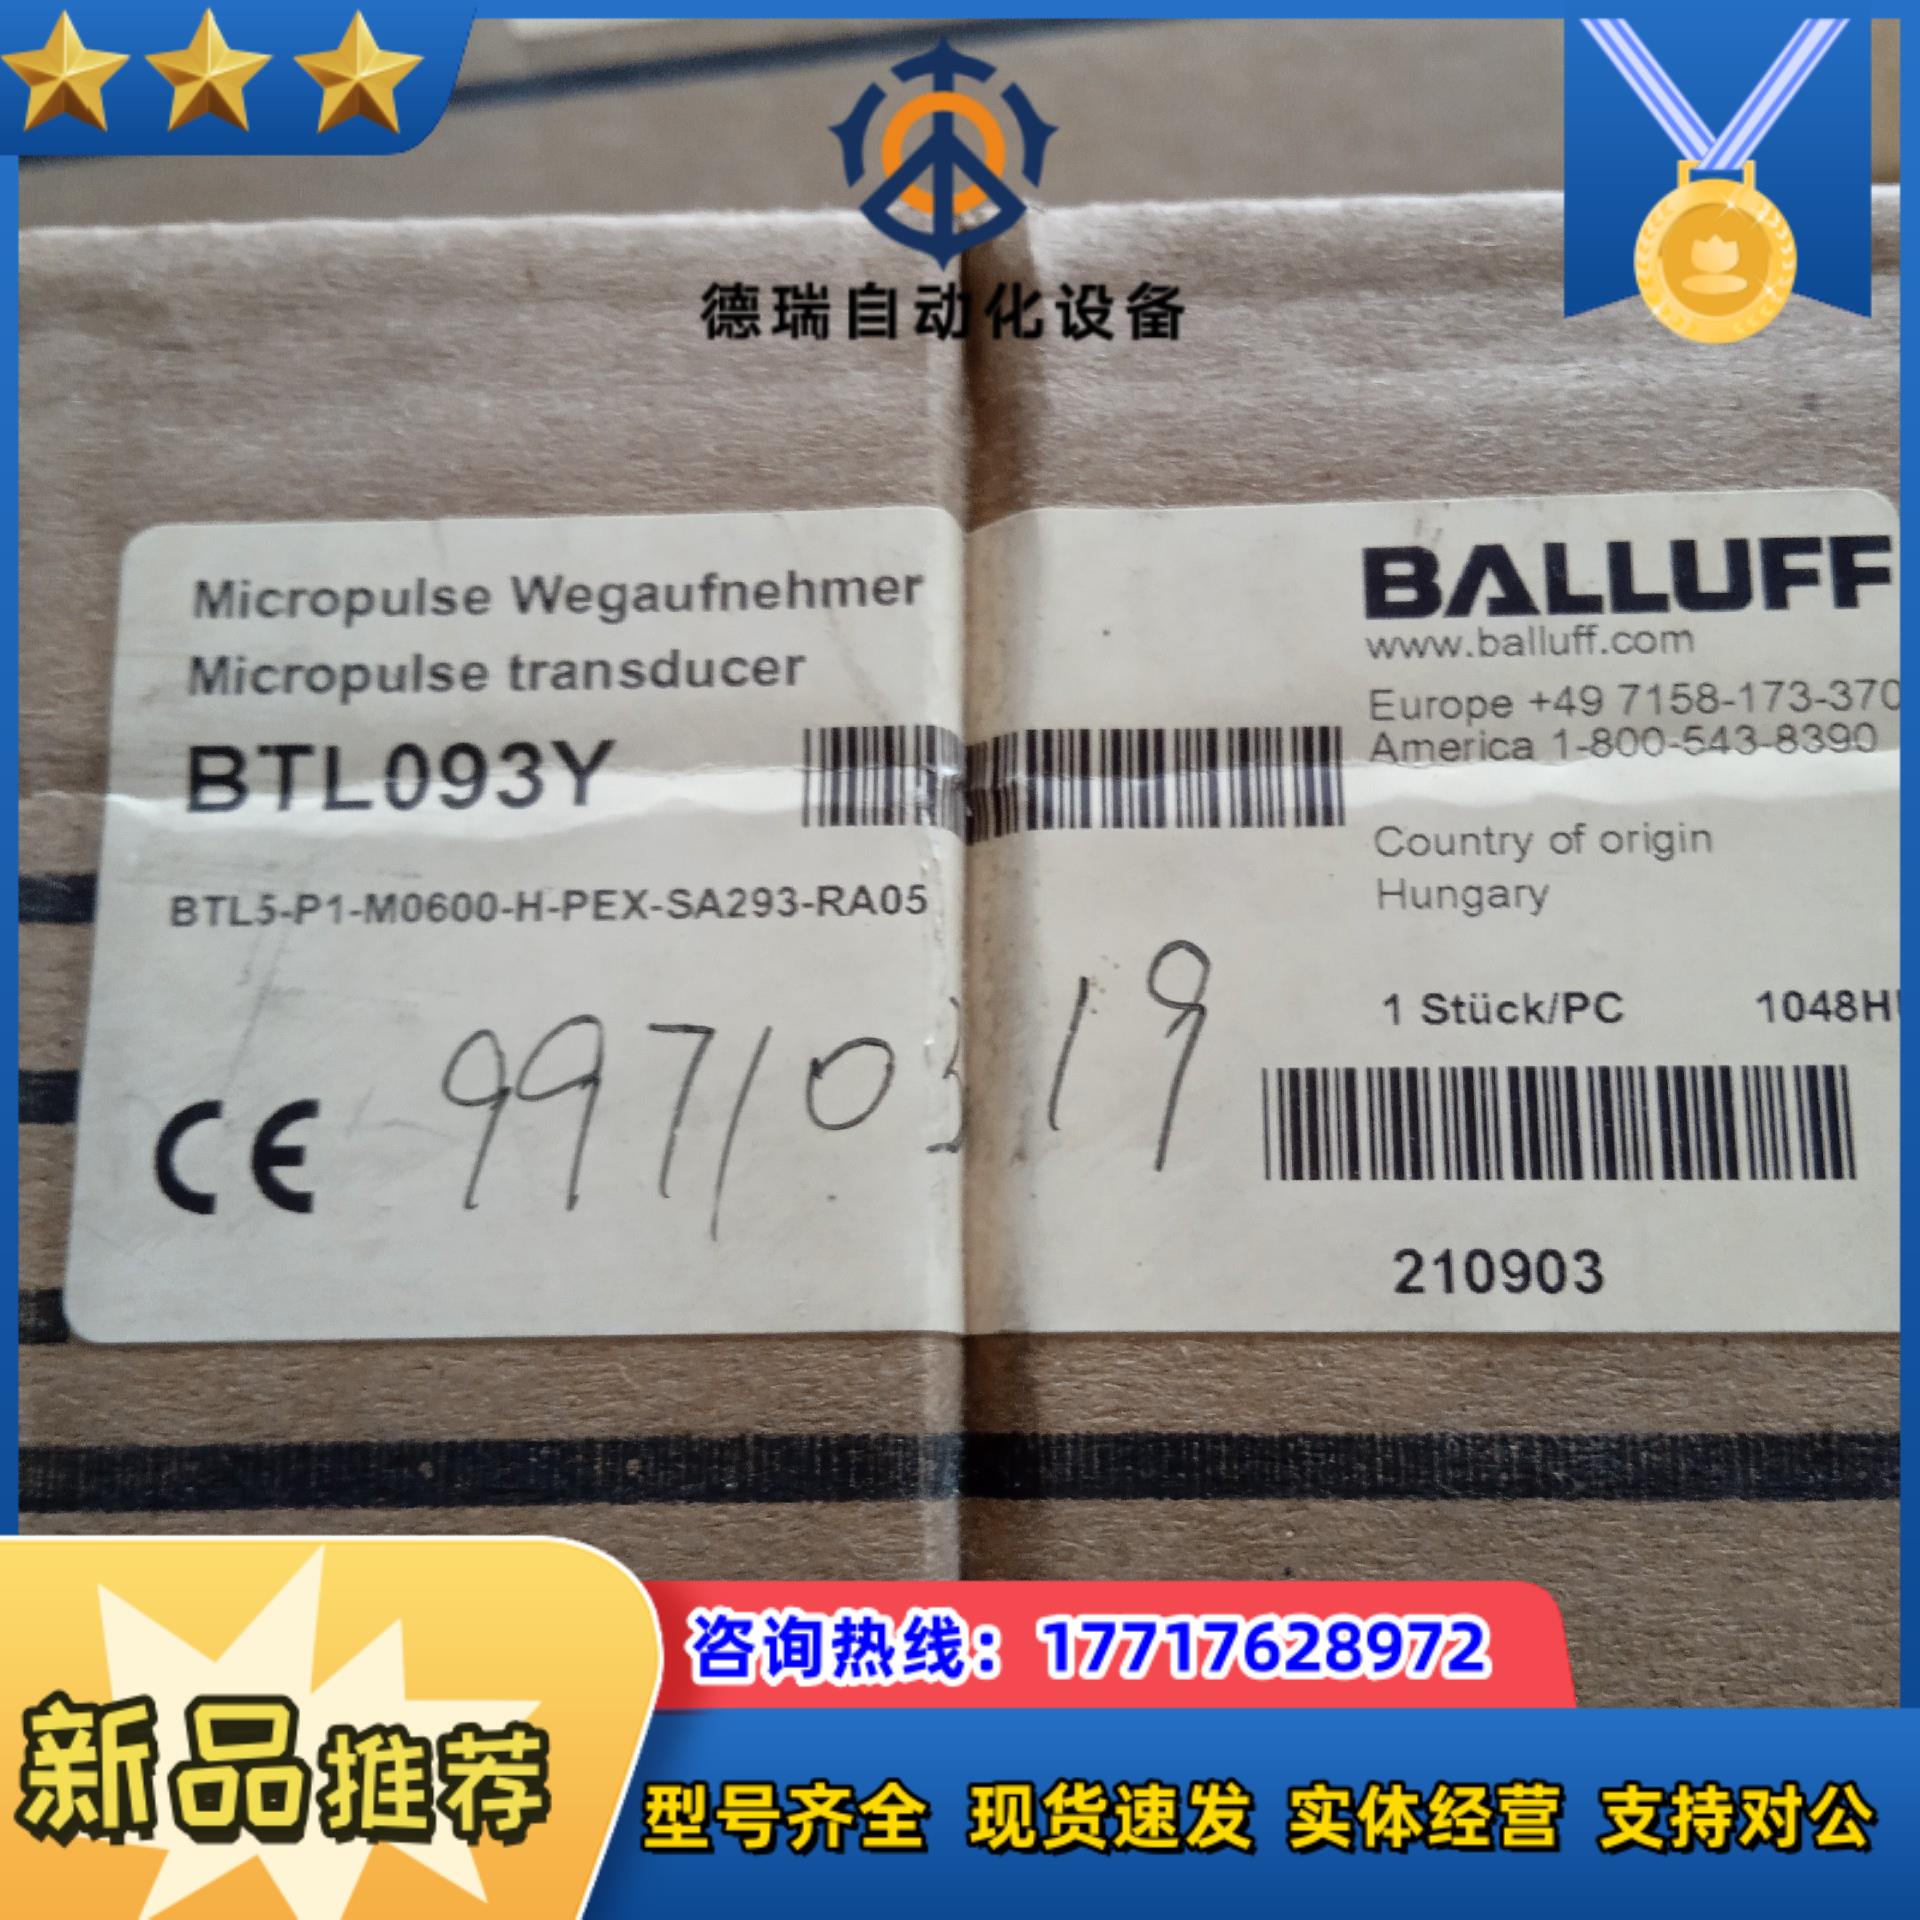 德瑞自动化设备
Micropulse Wegaufnehmer
Micropulse transducer
BTL093Y
BTL5-P1-M0600-H-PEX-SA293-RA05
CE
BALLUFF
www.balluff.com
Europe +49 7158-173-370
America 1-800-543-8390
Country of origin
Hungary
1 Stück/PC
1048H
210903
咨询热线：17717628972
新品推荐
型号齐全 现货速发 实体经营 支持对公